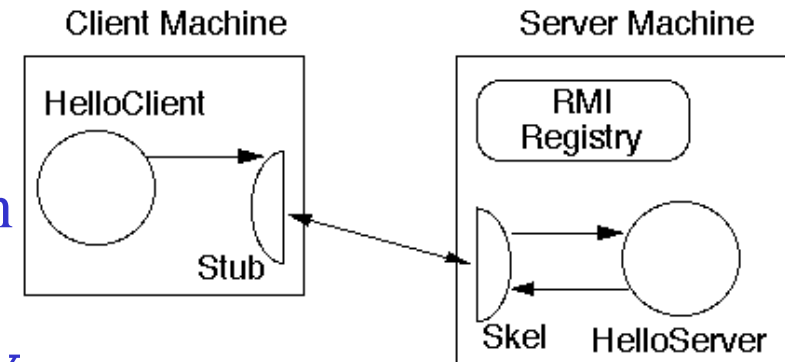 Client Machine
Server Machine
HelloClient
RMI
Registry
Stub
Skel
HelloServer